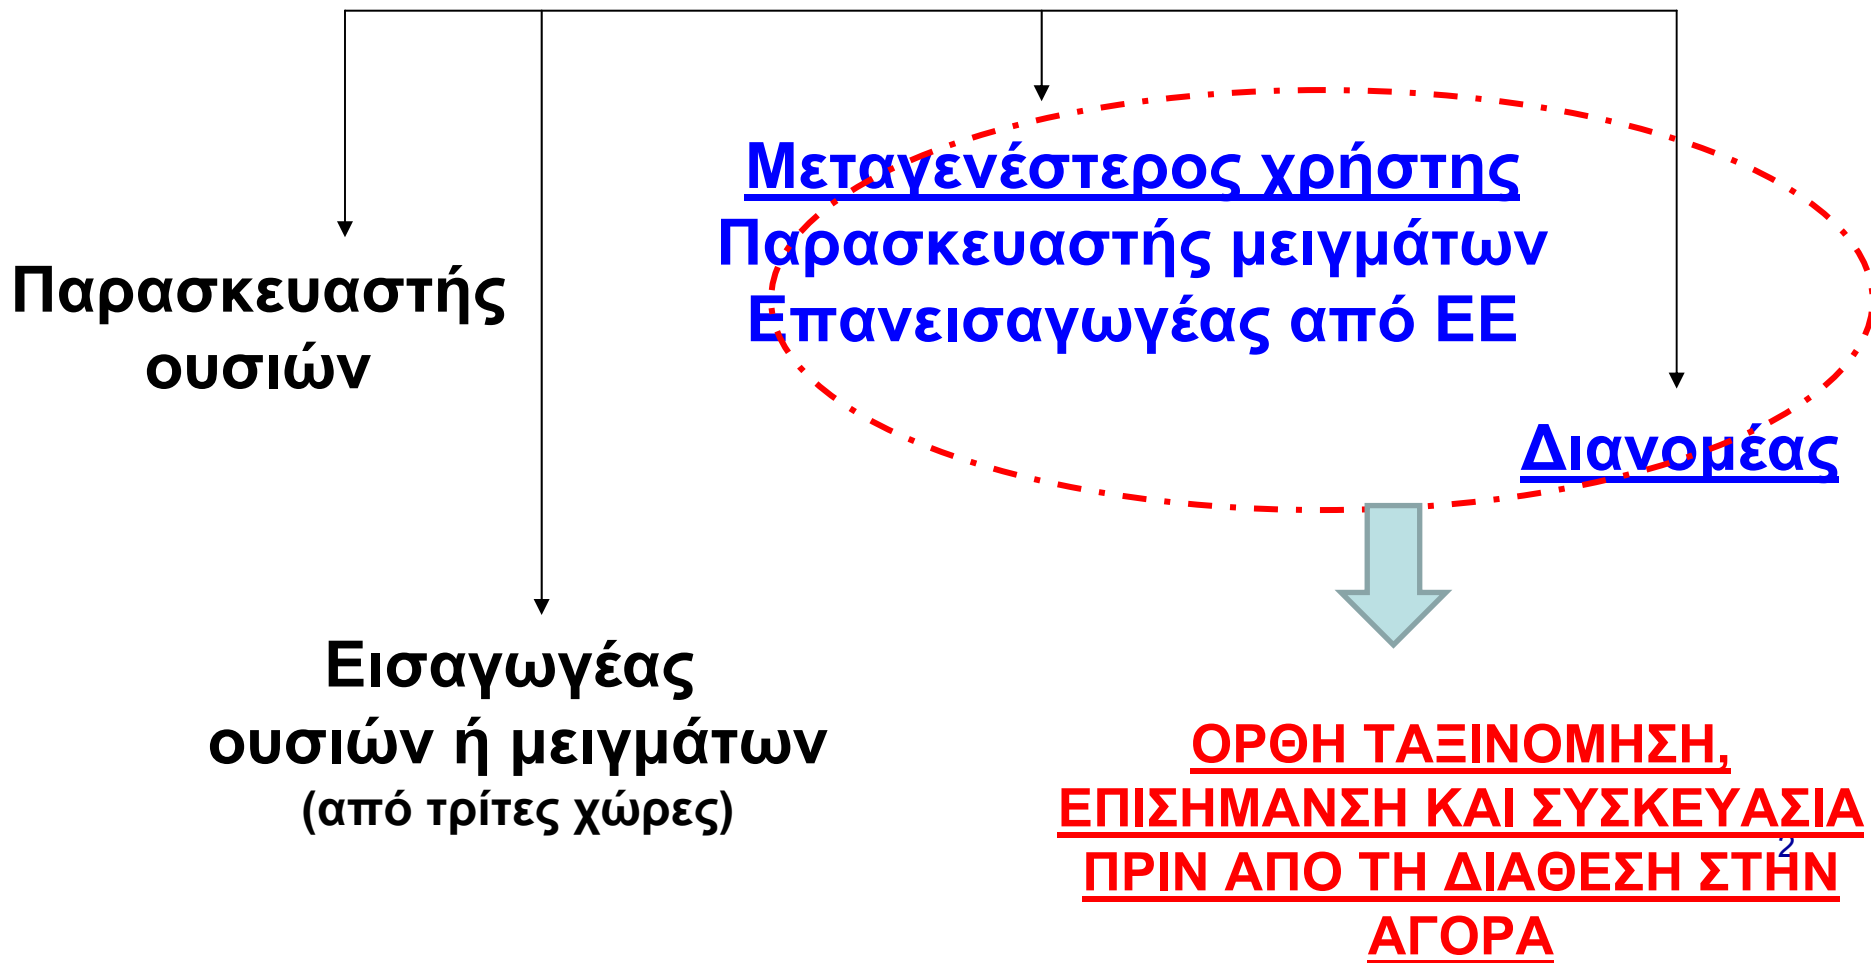 Μεταγενέστερος χρήστης
Παρασκευαστής μειγμάτων
Επανεισαγωγέας από ΕΕ
Παρασκευαστής
ουσιών
Διανομέας
Εισαγωγέας
ουσιών ή μειγμάτων
(από τρίτες χώρες)
ΟΡΘΗ ΤΑΞΙΝΟΜΗΣΗ,
ΕΠΙΣΗΜΑΝΣΗ ΚΑΙ ΣΥΣΚΕΥΑΣΙΑ
ΠΡΙΝ ΑΠΟ ΤΗ ΔΙΑΘΕΣΗ ΣΤΗΝ
ΑΓΟΡΑ
2